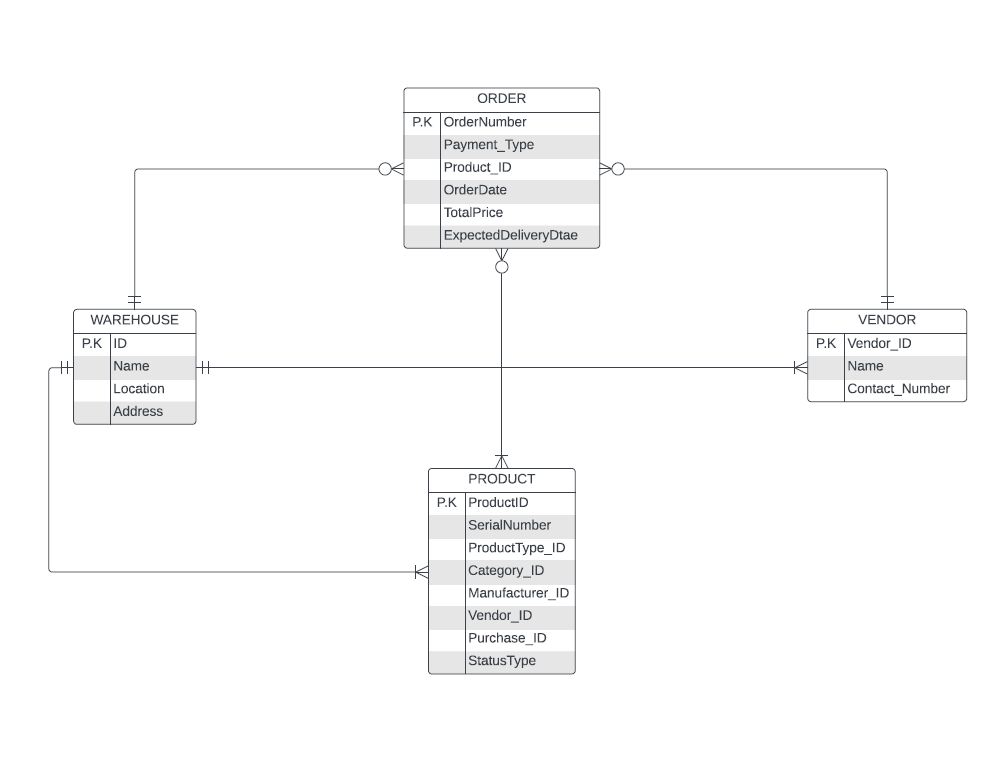 ORDER
P.K OrderNumber
Payment_Type
Product_ID
OrderDate
TotalPrice
ExpectedDeliveryDtae
WAREHOUSE
P.K ID
Name
Location
Address
VENDOR
P.K Vendor_ID
Name
Contact_Number
PRODUCT
P.K ProductID
SerialNumber
ProductType_ID
Category_ID
Manufacturer_ID
Vendor_ID
Purchase_ID
StatusType